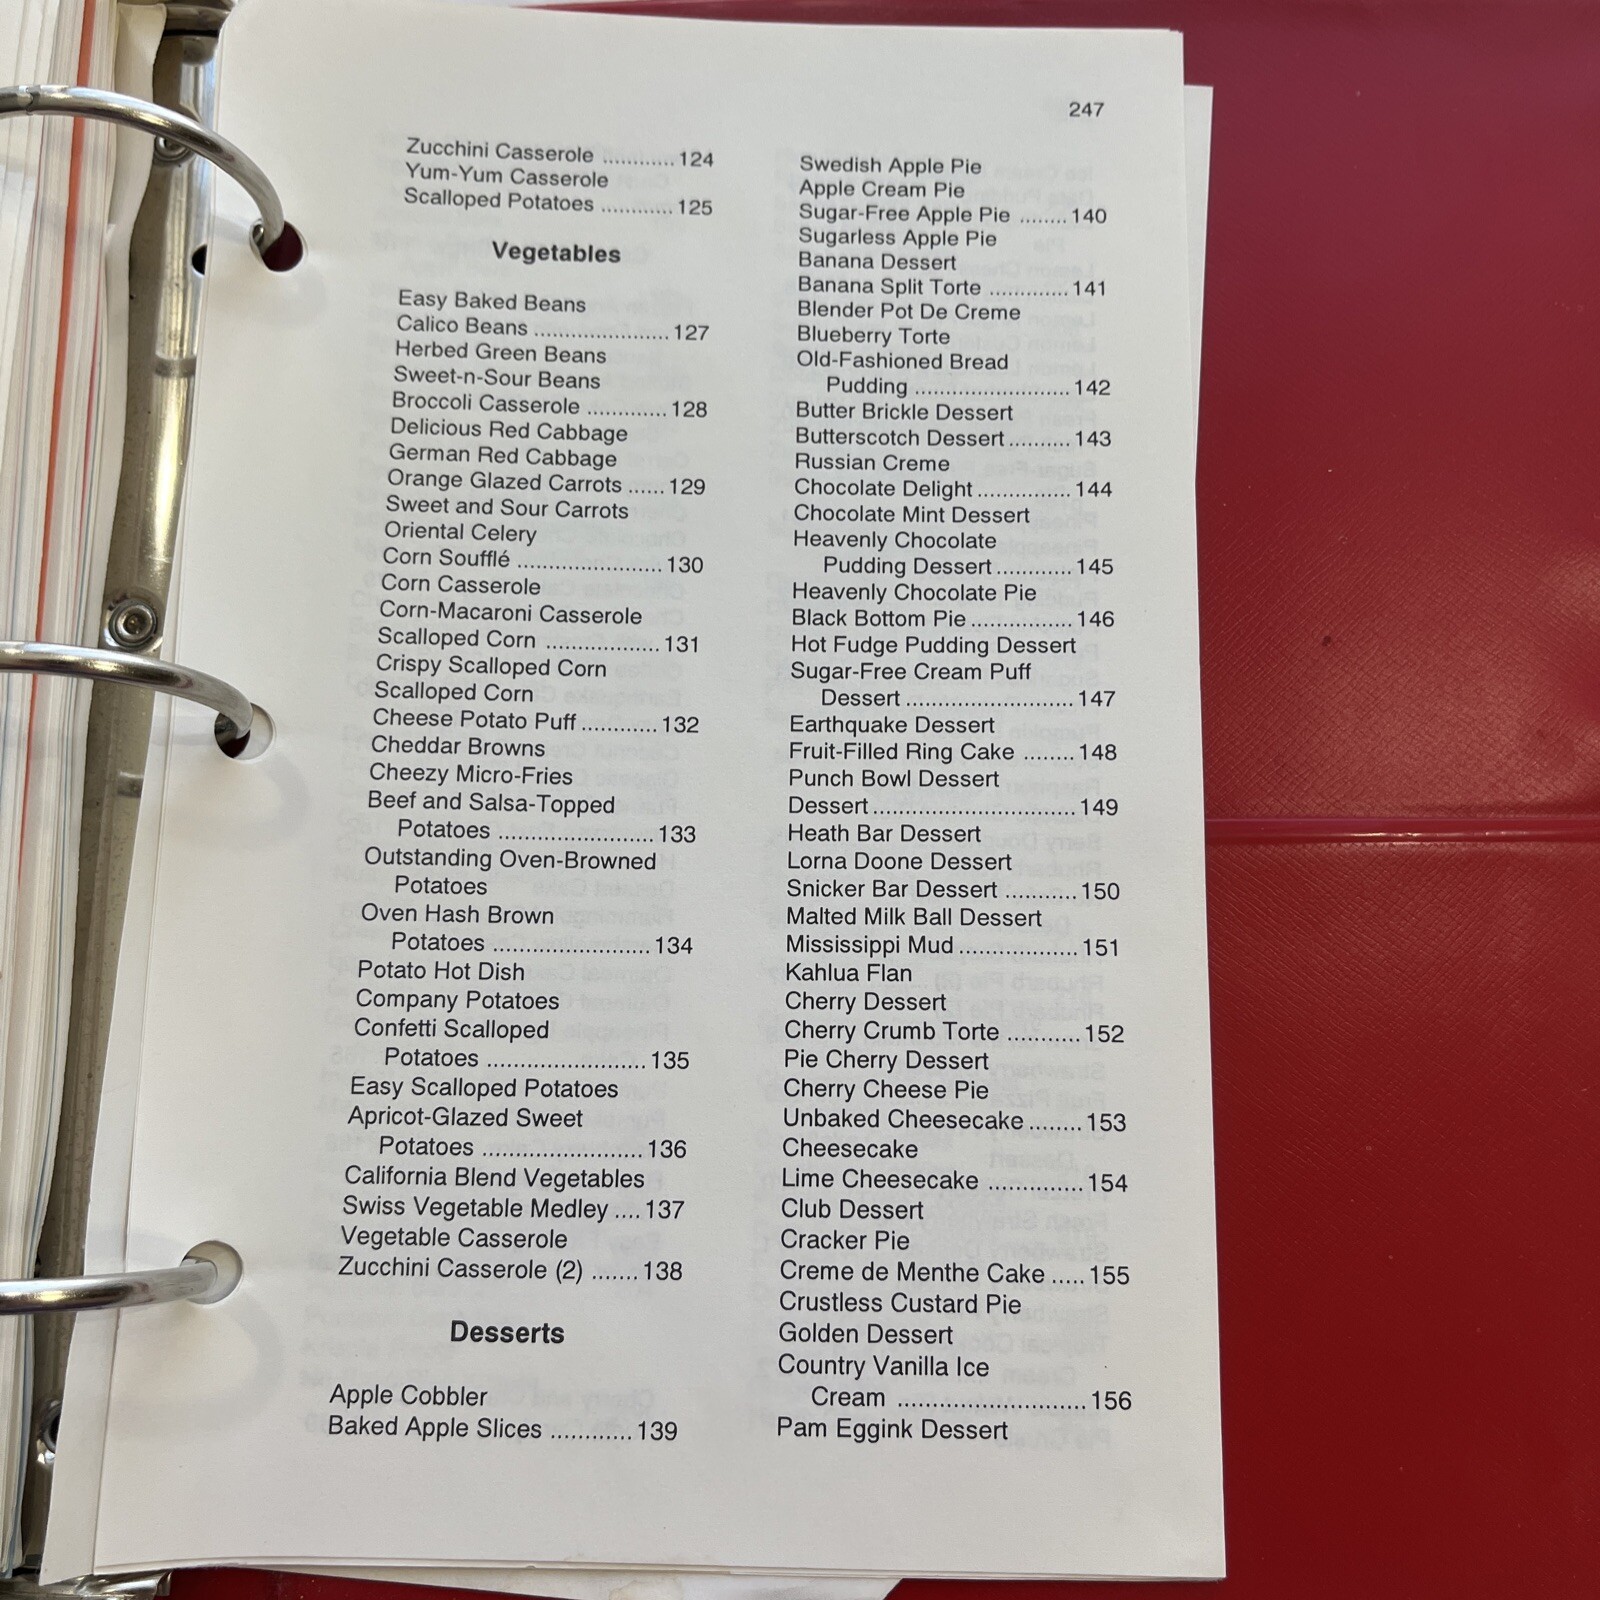 247
Zucchini Casserole ............ 124
Yum-Yum Casserole
Scalloped Potatoes ............ 125
Vegetables
Easy Baked Beans
Calico Beans ....................... 127
Herbed Green Beans
Sweet-n-Sour Beans
Broccoli Casserole ............. 128
Delicious Red Cabbage
German Red Cabbage
Orange Glazed Carrots ...... 129
Sweet and Sour Carrots
Oriental Celery
Corn Soufflé ........................ 130
Corn Casserole
Corn-Macaroni Casserole
Scalloped Corn ................... 131
Crispy Scalloped Corn
Scalloped Corn
Cheese Potato Puff ............ 132
Cheddar Browns
Cheezy Micro-Fries
Beef and Salsa-Topped
Potatoes .......................... 133
Outstanding Oven-Browned
Potatoes
Oven Hash Brown
Potatoes .......................... 134
Potato Hot Dish
Company Potatoes
Confetti Scalloped
Potatoes .......................... 135
Easy Scalloped Potatoes
Apricot-Glazed Sweet
Potatoes .......................... 136
California Blend Vegetables
Swiss Vegetable Medley .... 137
Vegetable Casserole
Zucchini Casserole (2) ....... 138
Desserts
Apple Cobbler
Baked Apple Slices ............ 139
Swedish Apple Pie
Apple Cream Pie
Sugar-Free Apple Pie ........ 140
Sugarless Apple Pie
Banana Dessert
Banana Split Torte ............. 141
Blender Pot De Creme
Blueberry Torte
Old-Fashioned Bread
Pudding ........................... 142
Butter Brickle Dessert
Butterscotch Dessert .......... 143
Russian Creme
Chocolate Delight ............... 144
Chocolate Mint Dessert
Heavenly Chocolate
Pudding Dessert ............ 145
Heavenly Chocolate Pie
Black Bottom Pie ................ 146
Hot Fudge Pudding Dessert
Sugar-Free Cream Puff
Dessert .......................... 147
Earthquake Dessert
Fruit-Filled Ring Cake ........ 148
Punch Bowl Dessert
Dessert ............................... 149
Heath Bar Dessert
Lorna Doone Dessert
Snicker Bar Dessert ........... 150
Malted Milk Ball Dessert
Mississippi Mud .................. 151
Kahlua Flan
Cherry Dessert
Cherry Crumb Torte ........... 152
Pie Cherry Dessert
Cherry Cheese Pie
Unbaked Cheesecake ........ 153
Cheesecake
Lime Cheesecake .............. 154
Club Dessert
Cracker Pie
Creme de Menthe Cake ..... 155
Crustless Custard Pie
Golden Dessert
Country Vanilla Ice
Cream ........................... 156
Pam Eggink Dessert